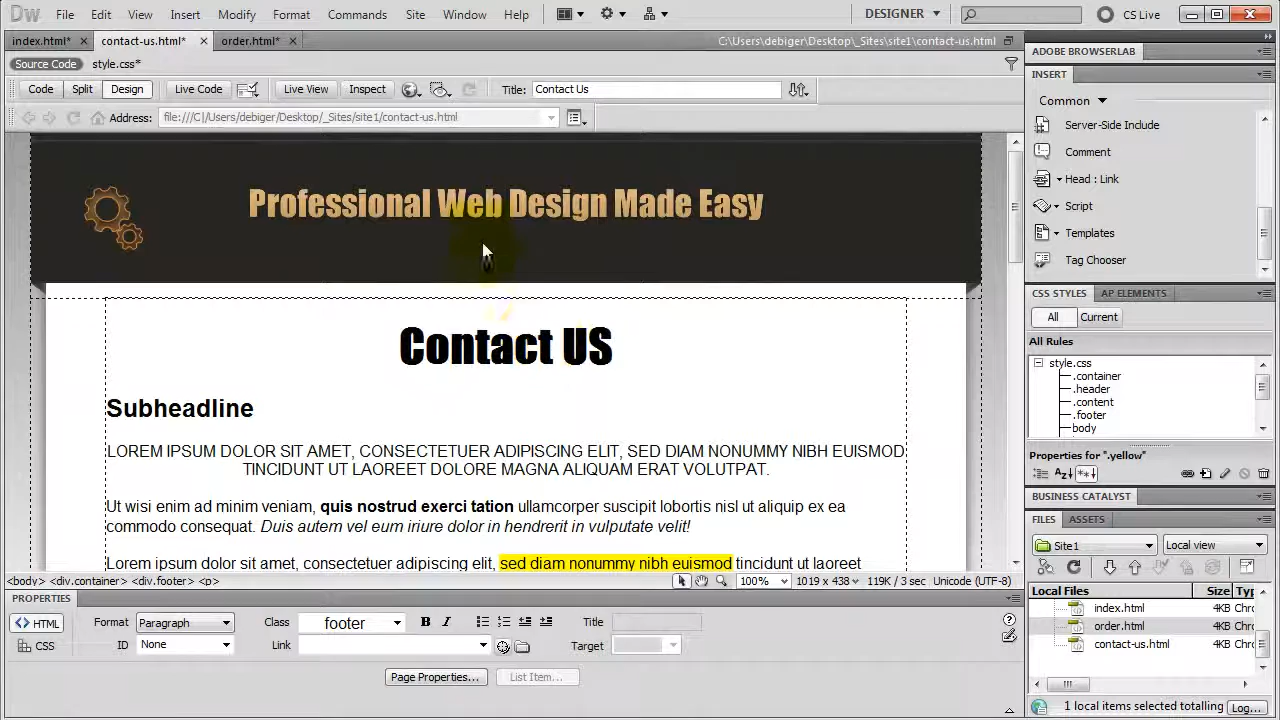 Dw File Edit View Insert Modify Format Commands Site Window Help DESIGNER CS Live
index.html* contact-us.html* order.html* C:\Users\debiger\Desktop\_Sites\site1\contact-us.html
Source Code style.css*
Code Split Design Live Code Live View Inspect Title: Contact Us
Address: file:///C|/Users/debiger/Desktop/_Sites/site1/contact-us.html
Professional Web Design Made Easy
Contact US
Subheadline
LOREM IPSUM DOLOR SIT AMET, CONSECTETUER ADIPISCING ELIT, SED DIAM NONUMMY NIBH EUISMOD
TINCIDUNT UT LAOREET DOLORE MAGNA ALIQUAM ERAT VOLUTPAT.
Ut wisi enim ad minim veniam, quis nostrud exerci tation ullamcorper suscipit lobortis nisl ut aliquip ex ea
commodo consequat. Duis autem vel eum iriure dolor in hendrerit in vulputate velit!
Lorem ipsum dolor sit amet, consectetuer adipiscing elit, sed diam nonummy nibh euismod tincidunt ut laoreet
<body> <div.container> <div.footer> <p> 100% 1019 x 438 119K / 3 sec Unicode (UTF-8)
PROPERTIES
<> HTML Format Paragraph Class footer B I Title
CSS ID None Link Target
Page Properties... List Item...
ADOBE BROWSERLAB
INSERT
Common
Server-Side Include
Comment
Head : Link
Script
Templates
Tag Chooser
CSS STYLES AP ELEMENTS
All Current
All Rules
style.css
.container
.header
.content
.footer
body
Properties for ".yellow"
BUSINESS CATALYST
FILES ASSETS
Site1 Local view
Local Files Size Typ
index.html 4KB Chro
order.html 4KB Chro
contact-us.html 4KB Chro
1 local items selected totalling Log...